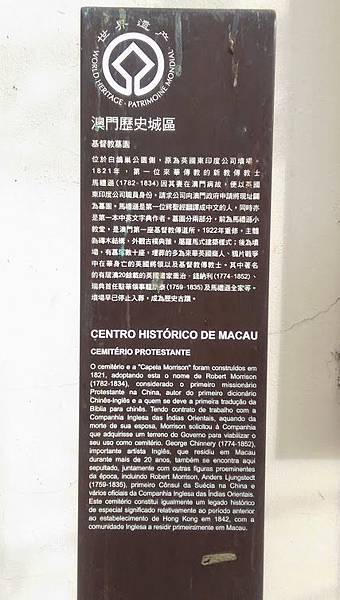 世界遺產
WORLD HERITAGE · PATRIMOINE MONDIAL
澳門歷史城區
基督教墓園
位於白鴿巢公園側，原為英國東印度公司墳場。
1821年，第一位來華傳教的新教傳教士
馬禮遜(1782-1834)因其妻在澳門病故，便以英國
東印度公司職員身份，請求公司向澳門政府申請將現址闢
為墓園。馬禮遜是第一位將聖經翻譯成中文的人，同時亦
是第一本中英文字典作者。墓園分兩部分，前為馬禮遜小
教堂，是澳門第一座基督教傳道所，1922年重修，主體
為磚木結構，外觀古樸典雅，屬羅馬式建築樣式；後為墳
場，有墓 數十座，埋葬的多為來華英國商人、鴉片戰爭
中在華身亡的英國將領以及基督教傳教士。其中著名
的有居澳20餘載的英國畫家喬治·錢納利(1774-1852)、
瑞典首任駐華領事龍 泰(1759-1835)及馬禮遜全家等。
墳場早已停止入葬，成為歷史古蹟。
CENTRO HISTÓRICO DE MACAU
CEMITÉRIO PROTESTANTE
O cemitério e a "Capela Morrison" foram construídos em
1821, adoptando esta o nome de Robert Morrison
(1782-1834), considerado o primeiro missionário
Protestante na China, autor do primeiro dicionário
Chinês-Inglês e a quem se deve a primeira tradução da
Bíblia para chinês. Tendo contrato de trabalho com a
Companhia Inglesa das Índias Orientais, aquando da
morte de sua esposa, Morrison solicitou à Companhia
que adquirisse um terreno do Governo para viabilizar o
seu uso como cemitério. George Chinnery (1774-1852),
importante artista Inglês, que residiu em Macau
durante mais de 20 anos, também se encontra aqui
sepultado, juntamente com outras figuras proeminentes
da época, incluindo Robert Morrison, Anders Ljungstedt
(1759-1835), primeiro Cônsul da Suécia na China e
vários oficiais da Companhia Inglesa das Índias Orientais.
Este cemitério constitui igualmente um legado histórico
de especial significado relativamente ao período anterior
ao estabelecimento de Hong Kong em 1842, com a
comunidade Inglesa a residir primeiramente em Macau.